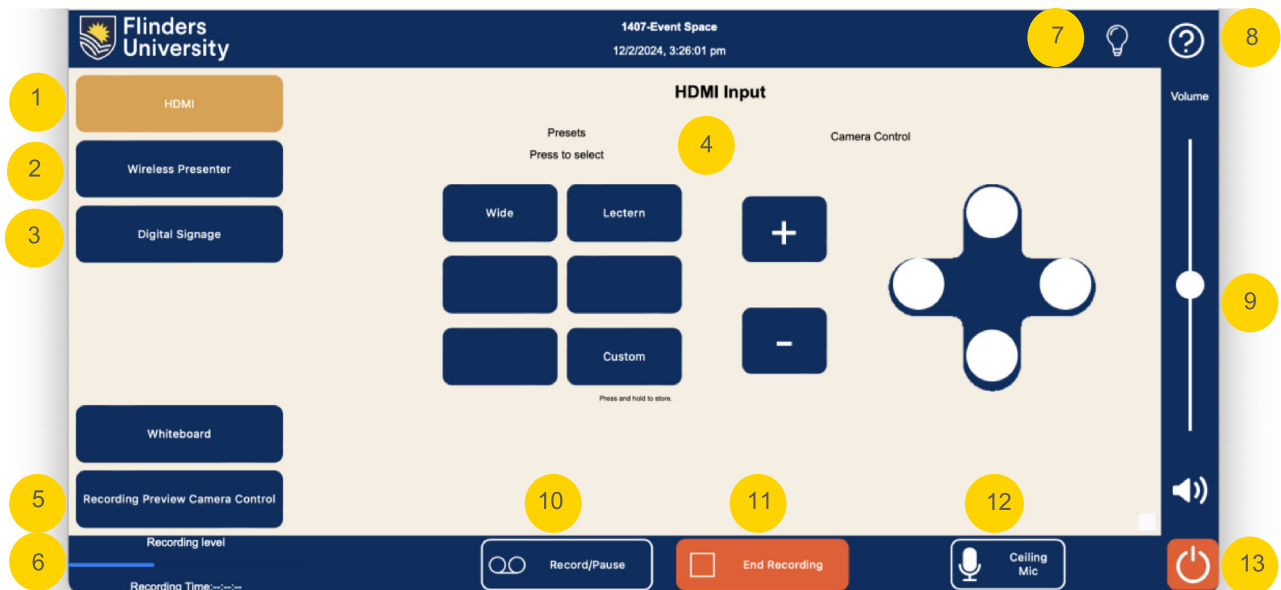 Flinders
University
1407-Event Space
12/2/2024, 3:26:01 pm
7
8
1
HDMI
HDMI Input
Volume
Presets
Press to select
4
Camera Control
2
Wireless Presenter
Wide
Lectern
+
3
Digital Signage
9
-
Custom
Press and hold to store.
Whiteboard
5
Recording Preview Camera Control
10
11
12
6
Recording level
Record/Pause
End Recording
Ceiling
Mic
13
Recording Time:--:--:--